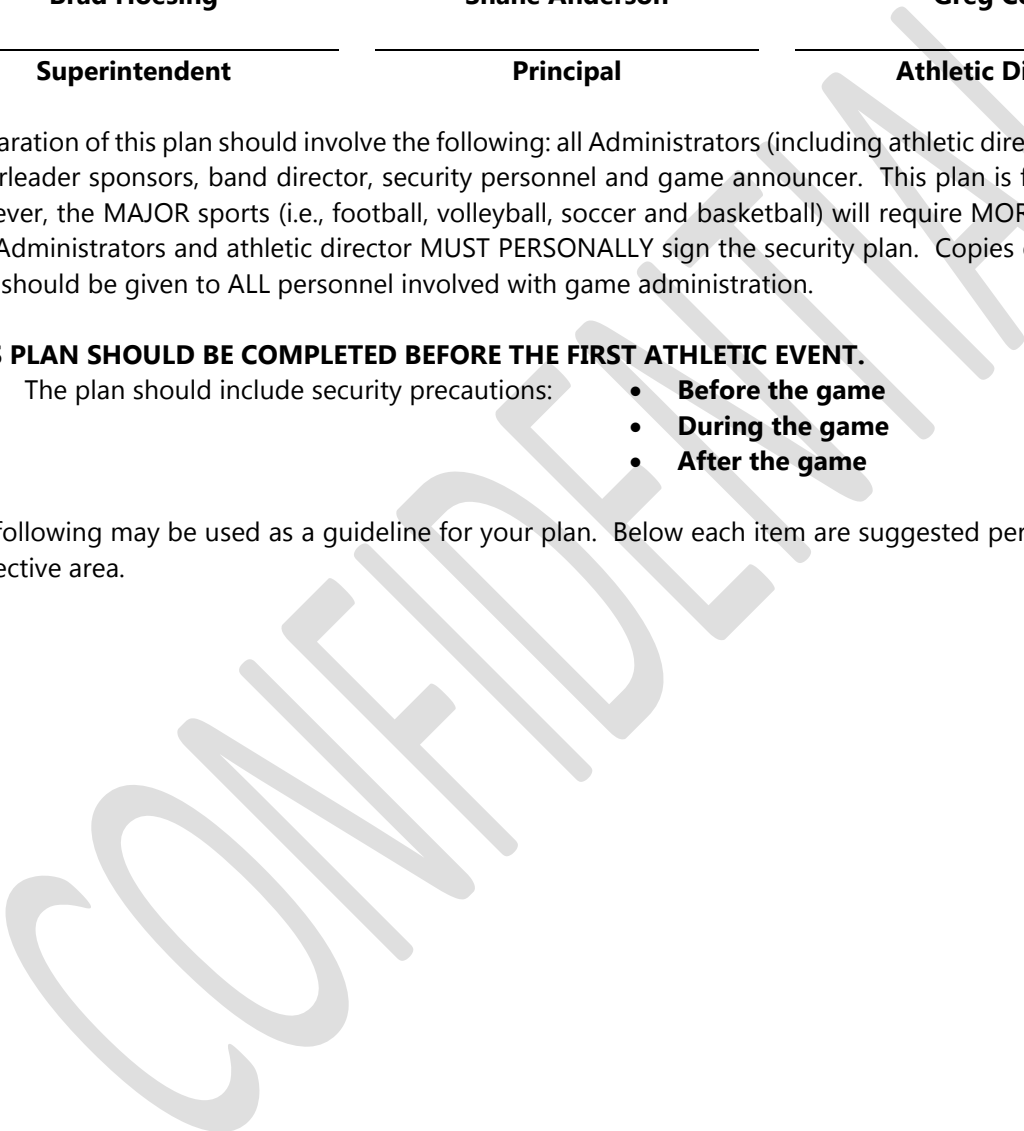 Brad Hoesing Shane Anderson Greg Co
Superintendent Principal Athletic Di
aration of this plan should involve the following: all Administrators (including athletic dire
rleader sponsors, band director, security personnel and game announcer. This plan is f
ever, the MAJOR sports (i.e., football, volleyball, soccer and basketball) will require MOR
Administrators and athletic director MUST PERSONALLY sign the security plan. Copies
should be given to ALL personnel involved with game administration.
PLAN SHOULD BE COMPLETED BEFORE THE FIRST ATHLETIC EVENT.
The plan should include security precautions: • Before the game
• During the game
• After the game
following may be used as a guideline for your plan. Below each item are suggested per
ective area.
CONFIDENTIAL